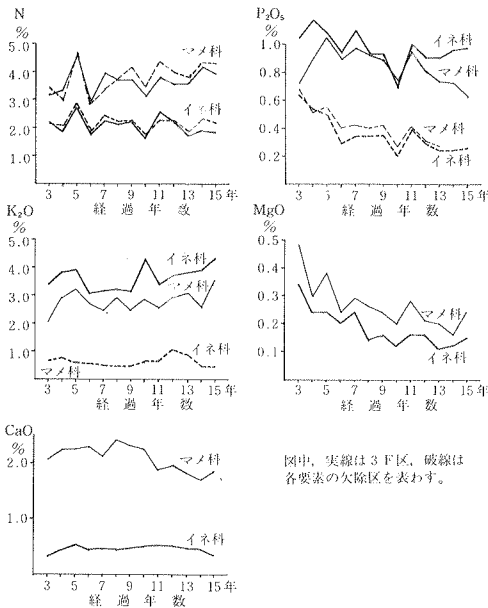 N
%
5.0
4.0
3.0
2.0
1.0
マメ科
イネ科
3 5 7 9 11 13 15年
経過年数
P₂O₅
%
1.0
0.8
0.6
0.4
0.2
イネ科
マメ科
マメ科
イネ科
3 5 7 9 11 13 15年
経過年数
K₂O
%
5.0
4.0
3.0
2.0
1.0
イネ科
マメ科
イネ科
マメ科
3 5 7 9 11 13 15年
経過年数
MgO
%
0.5
0.4
0.3
0.2
0.1
マメ科
イネ科
3 5 7 9 11 13 15年
経過年数
CaO
%
2.0
1.0
マメ科
イネ科
3 5 7 9 11 13 15年
経過年数
図中，実線は3F区，破線は
各要素の欠除区を表わす。